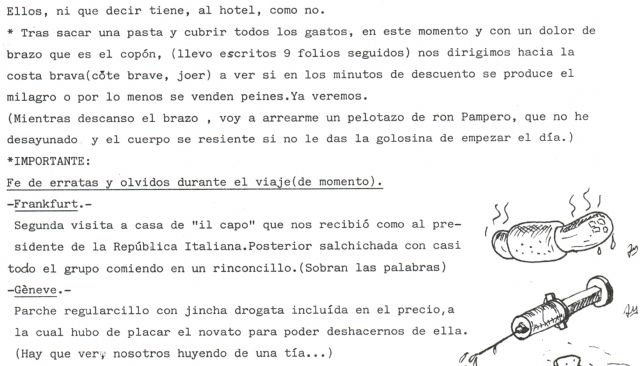 Ellos, ni que decir tiene, al hotel, como no.
* Tras sacar una pasta y cubrir todos los gastos, en este momento y con un dolor de
brazo que es el copón, (llevo escritos 9 folios seguidos) nos dirigimos hacia la
costa brava(côte brave, joer) a ver si en los minutos de descuento se produce el
milagro o por lo menos se venden peines.Ya veremos.
(Mientras descanso el brazo , voy a arrearme un pelotazo de ron Pampero, que no he
desayunado  y el cuerpo se resiente si no le das la golosina de empezar el día.)
*IMPORTANTE:
Fe de erratas y olvidos durante el viaje(de momento).
-Frankfurt.-
Segunda visita a casa de "il capo" que nos recibió como al pre-
sidente de la República Italiana.Posterior salchichada con casi
todo el grupo comiendo en un rinconcillo.(Sobran las palabras)
-Gèneve.-
Parche regularcillo con jincha drogata incluída en el precio,a
la cual hubo de placar el novato para poder deshacernos de ella.
(Hay que ver, nosotros huyendo de una tía...)